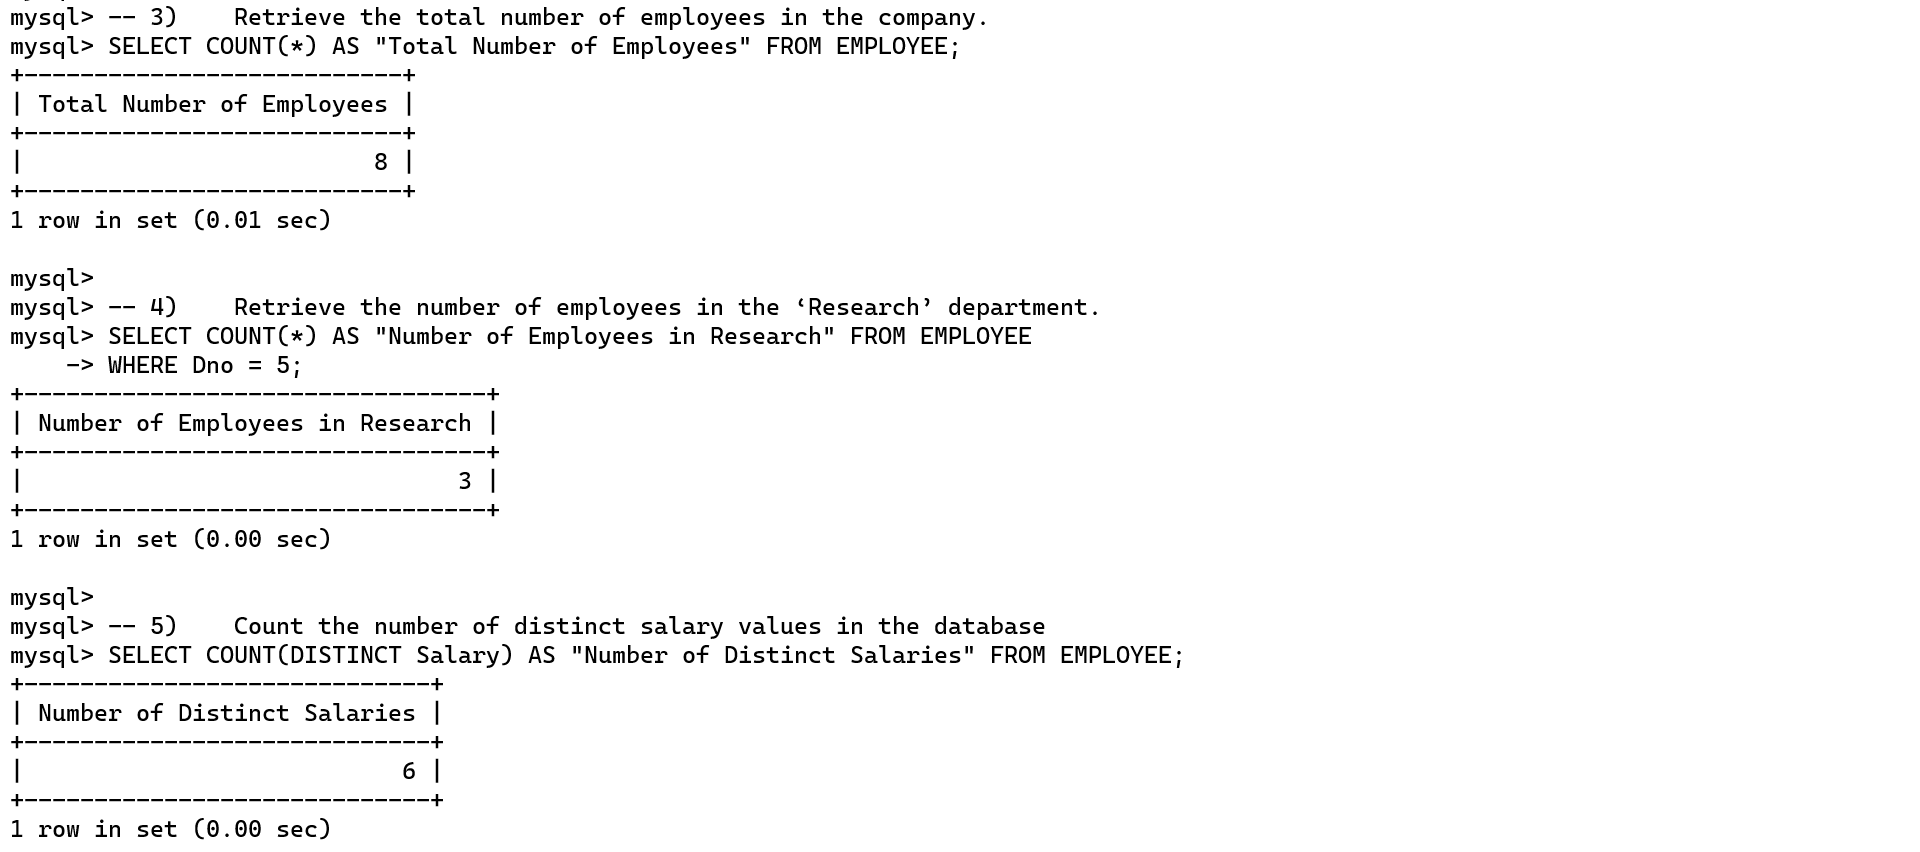 mysql> -- 3)    Retrieve the total number of employees in the company.
mysql> SELECT COUNT(*) AS "Total Number of Employees" FROM EMPLOYEE;
+---------------------------+
| Total Number of Employees |
+---------------------------+
|                         8 |
+---------------------------+
1 row in set (0.01 sec)

mysql>
mysql> -- 4)    Retrieve the number of employees in the ‘Research’ department.
mysql> SELECT COUNT(*) AS "Number of Employees in Research" FROM EMPLOYEE
    -> WHERE Dno = 5;
+---------------------------------+
| Number of Employees in Research |
+---------------------------------+
|                               3 |
+---------------------------------+
1 row in set (0.00 sec)

mysql>
mysql> -- 5)    Count the number of distinct salary values in the database
mysql> SELECT COUNT(DISTINCT Salary) AS "Number of Distinct Salaries" FROM EMPLOYEE;
+-----------------------------+
| Number of Distinct Salaries |
+-----------------------------+
|                           6 |
+-----------------------------+
1 row in set (0.00 sec)